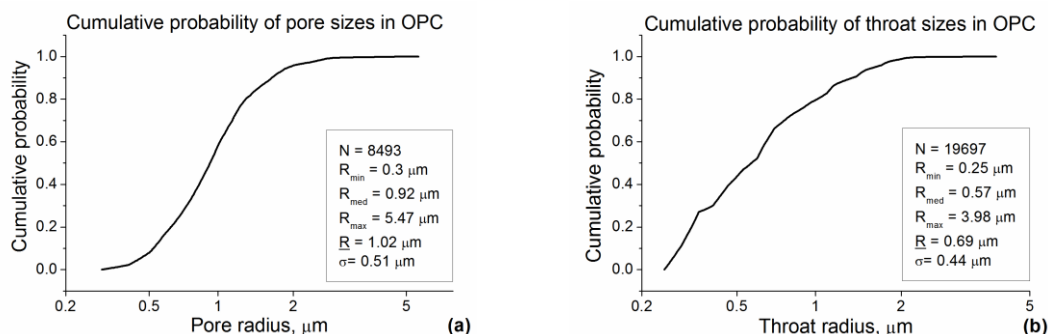 Cumulative probability of pore sizes in OPC
Cumulative probability
1.0
0.8
0.6
0.4
0.2
0.0
N = 8493
Rmin = 0.3 μm
Rmed = 0.92 μm
Rmax = 5.47 μm
R = 1.02 μm
σ= 0.51 μm
0.2 0.5 1 2 5
Pore radius, μm
(a)
Cumulative probability of throat sizes in OPC
Cumulative probability
1.0
0.8
0.6
0.4
0.2
0.0
N = 19697
Rmin = 0.25 μm
Rmed = 0.57 μm
Rmax = 3.98 μm
R = 0.69 μm
σ= 0.44 μm
0.2 0.5 1 2 5
Throat radius, μm
(b)